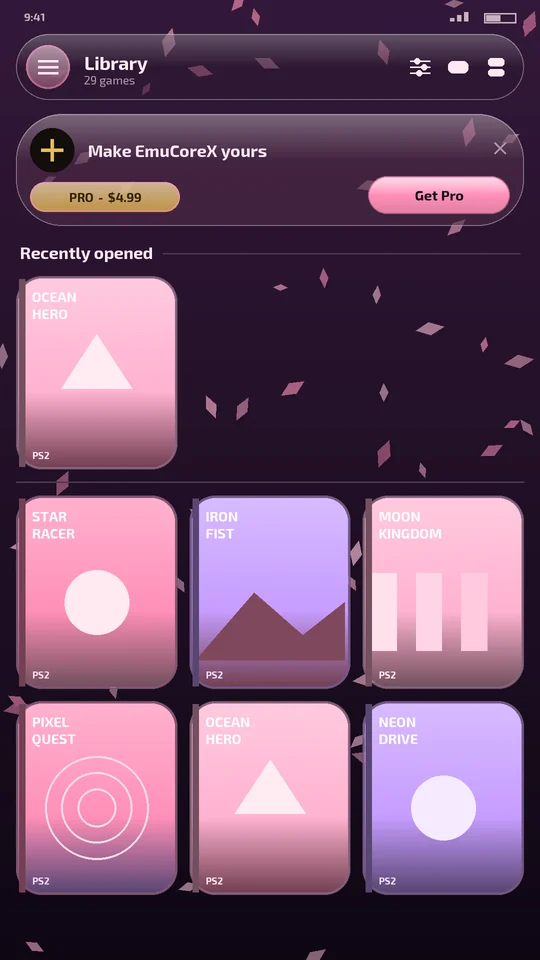 9:41
Library
29 games
Make EmuCoreX yours
PRO - $4.99
Get Pro
Recently opened
OCEAN
HERO
PS2
STAR
RACER
PS2
IRON
FIST
PS2
MOON
KINGDOM
PS2
PIXEL
QUEST
PS2
OCEAN
HERO
PS2
NEON
DRIVE
PS2